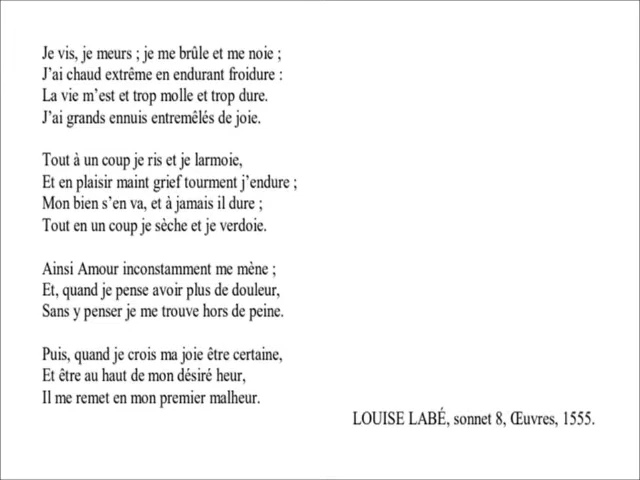 Je vis, je meurs ; je me brûle et me noie ;
J’ai chaud extrême en endurant froidure :
La vie m’est et trop molle et trop dure.
J’ai grands ennuis entremêlés de joie.
Tout à un coup je ris et je larmoie,
Et en plaisir maint grief tourment j’endure ;
Mon bien s’en va, et à jamais il dure ;
Tout en un coup je sèche et je verdoie.
Ainsi Amour inconstamment me mène ;
Et, quand je pense avoir plus de douleur,
Sans y penser je me trouve hors de peine.
Puis, quand je crois ma joie être certaine,
Et être au haut de mon désiré heur,
Il me remet en mon premier malheur.
LOUISE LABÉ, sonnet 8, Œuvres, 1555.